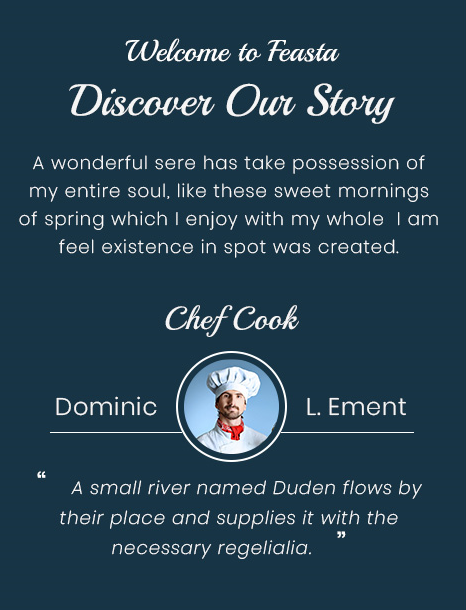 Welcome to Feasta
Discover Our Story
A wonderful sere has take possession of
my entire soul, like these sweet mornings
of spring which I enjoy with my whole I am
feel existence in spot was created.
Chef Cook
Dominic L. Ement
“ A small river named Duden flows by
their place and supplies it with the
necessary regelialia. ”